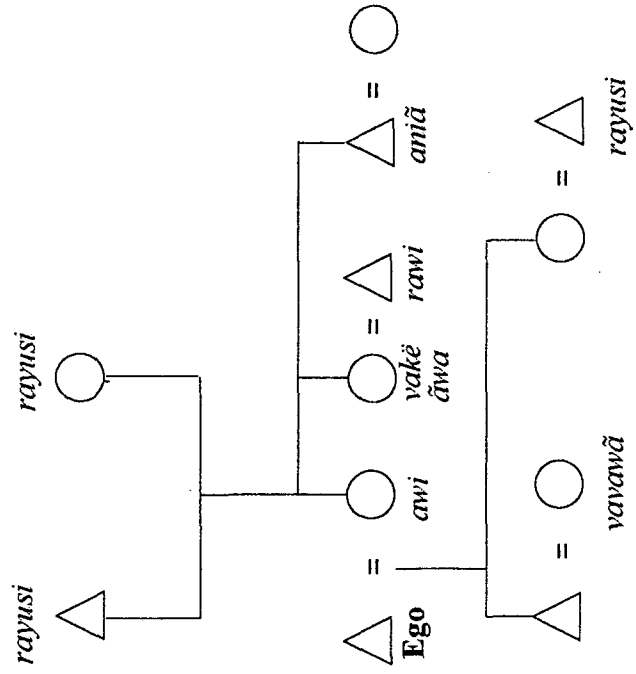 rayusi
rayusi
=
=
=
Ego
awi
vakë
ãwa
rawi
aniã
=
=
vavawã
rayusi